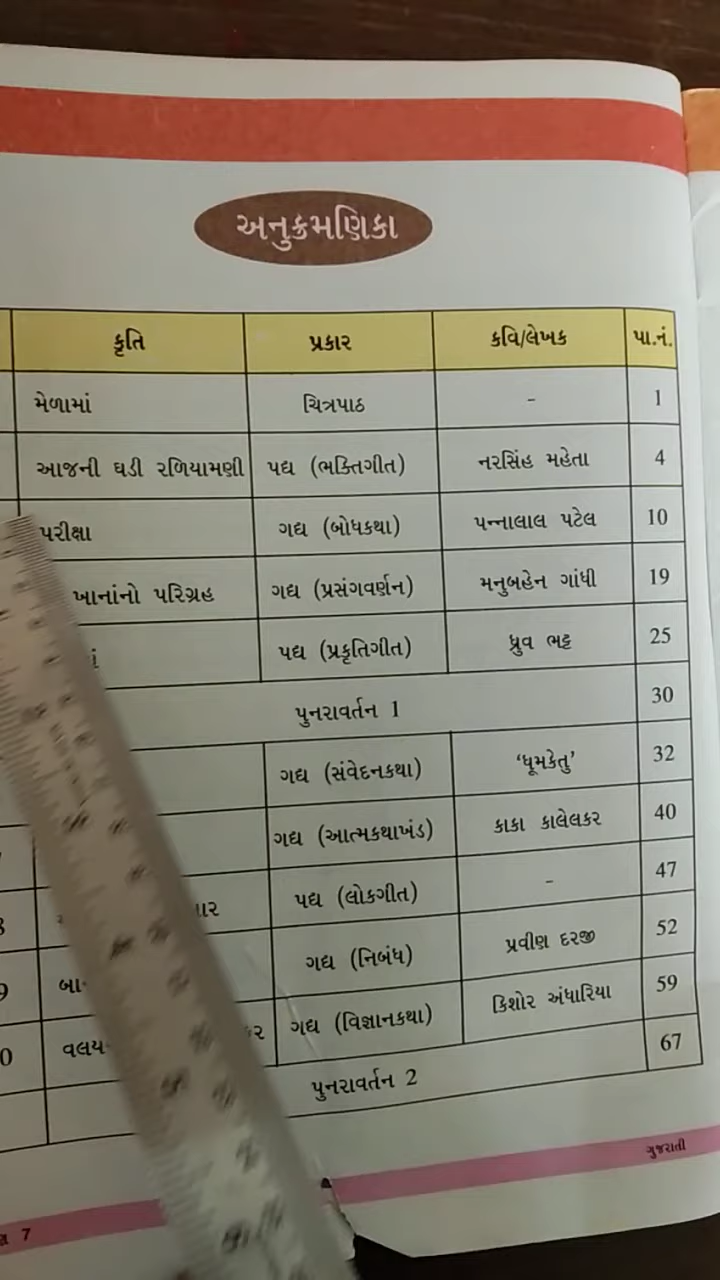 અનુક્રમણિકા
કૃતિ પ્રકાર કવિ/લેખક પા.નં.
મેળામાં ચિત્રપાઠ - 1
આજની ઘડી રળિયામણી પદ્ય (ભક્તિગીત) નરસિંહ મહેતા 4
પરીક્ષા ગદ્ય (બોધકથા) પન્નાલાલ પટેલ 10
ખાનાંનો પરિગ્રહ ગદ્ય (પ્રસંગવર્ણન) મનુબહેન ગાંધી 19
પદ્ય (પ્રકૃતિગીત) ધ્રુવ ભટ્ટ 25
પુનરાવર્તન 1 30
ગદ્ય (સંવેદનકથા) ‘ધૂમકેતુ’ 32
ગદ્ય (આત્મકથાખંડ) કાકા કાલેલકર 40
પદ્ય (લોકગીત) - 47
9 ગદ્ય (નિબંધ) પ્રવીણ દરજી 52
ગદ્ય (વિજ્ઞાનકથા) કિશોર અંધારિયા 59
પુનરાવર્તન 2 67
7 ગુજરાતી